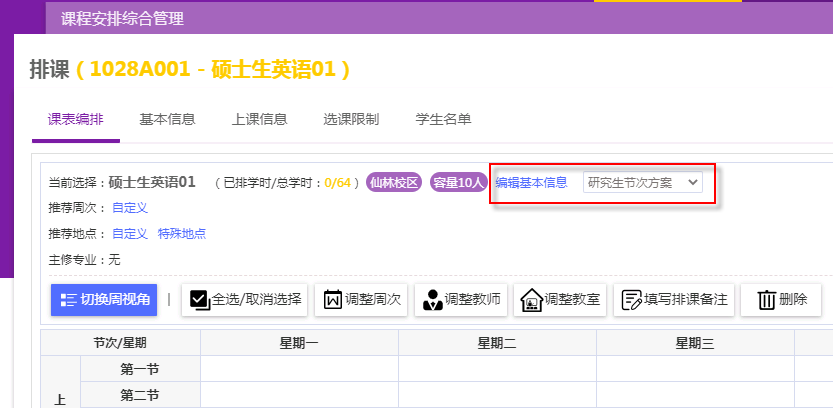 课程安排综合管理
排课（1028A001 - 硕士生英语01）
课表编排 基本信息 上课信息 选课限制 学生名单
当前选择：硕士生英语01 （已排学时/总学时：0/64） 仙林校区 容量10人 编辑基本信息 研究生节次方案
推荐周次： 自定义
推荐地点： 自定义 特殊地点
主修专业：无
切换周视角 | 全选/取消选择 调整周次 调整教师 调整教室 填写排课备注 删除
节次/星期 星期一 星期二 星期三
第一节
上 第二节